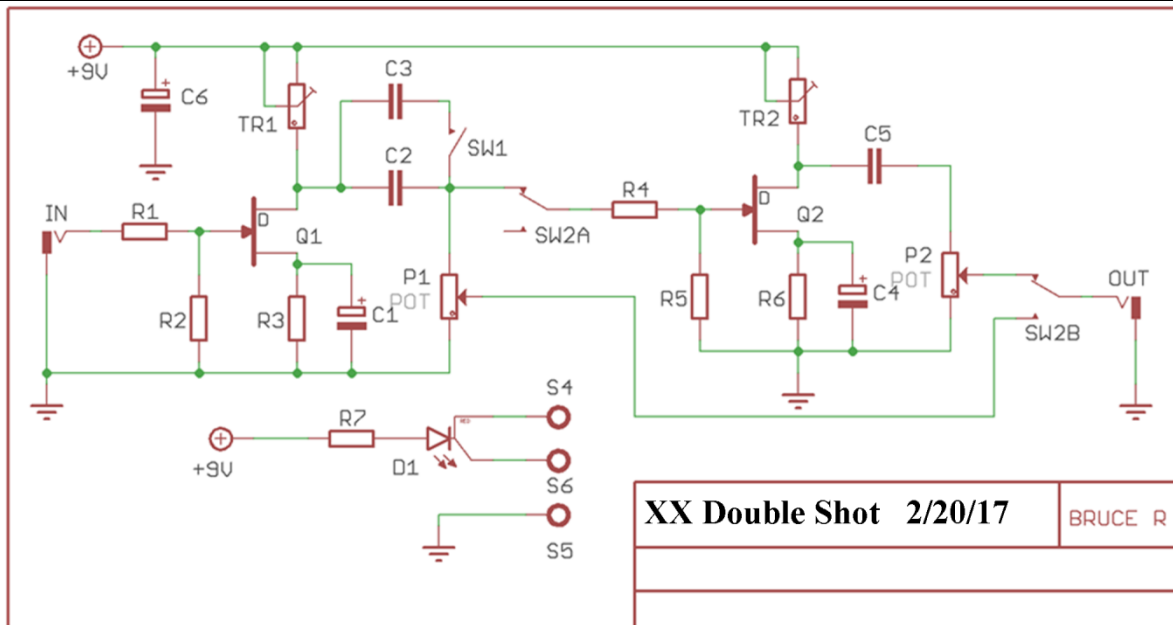 +9V
C6
TR1
C3
C2
SW1
TR2
C5
IN
R1
D
Q1
R4
SW2A
D
Q2
R2
R3
C1
P1
POT
R5
R6
C4
P2
POT
OUT
SW2B
+9V
R7
D1
RED
S4
S6
S5
XX Double Shot 2/20/17
BRUCE R